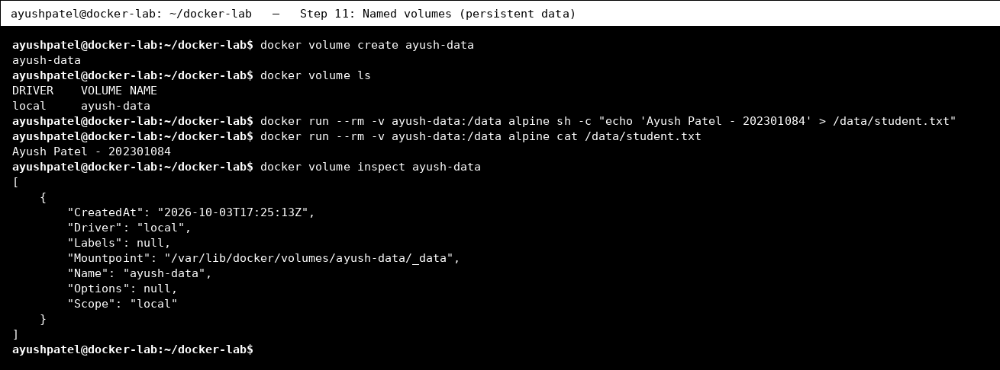 ayushpatel@docker-lab: ~/docker-lab   —   Step 11: Named volumes (persistent data)
ayushpatel@docker-lab:~/docker-lab$ docker volume create ayush-data
ayush-data
ayushpatel@docker-lab:~/docker-lab$ docker volume ls
DRIVER    VOLUME NAME
local     ayush-data
ayushpatel@docker-lab:~/docker-lab$ docker run --rm -v ayush-data:/data alpine sh -c "echo 'Ayush Patel - 202301084' > /data/student.txt"
ayushpatel@docker-lab:~/docker-lab$ docker run --rm -v ayush-data:/data alpine cat /data/student.txt
Ayush Patel - 202301084
ayushpatel@docker-lab:~/docker-lab$ docker volume inspect ayush-data
[
    {
        "CreatedAt": "2026-10-03T17:25:13Z",
        "Driver": "local",
        "Labels": null,
        "Mountpoint": "/var/lib/docker/volumes/ayush-data/_data",
        "Name": "ayush-data",
        "Options": null,
        "Scope": "local"
    }
]
ayushpatel@docker-lab:~/docker-lab$